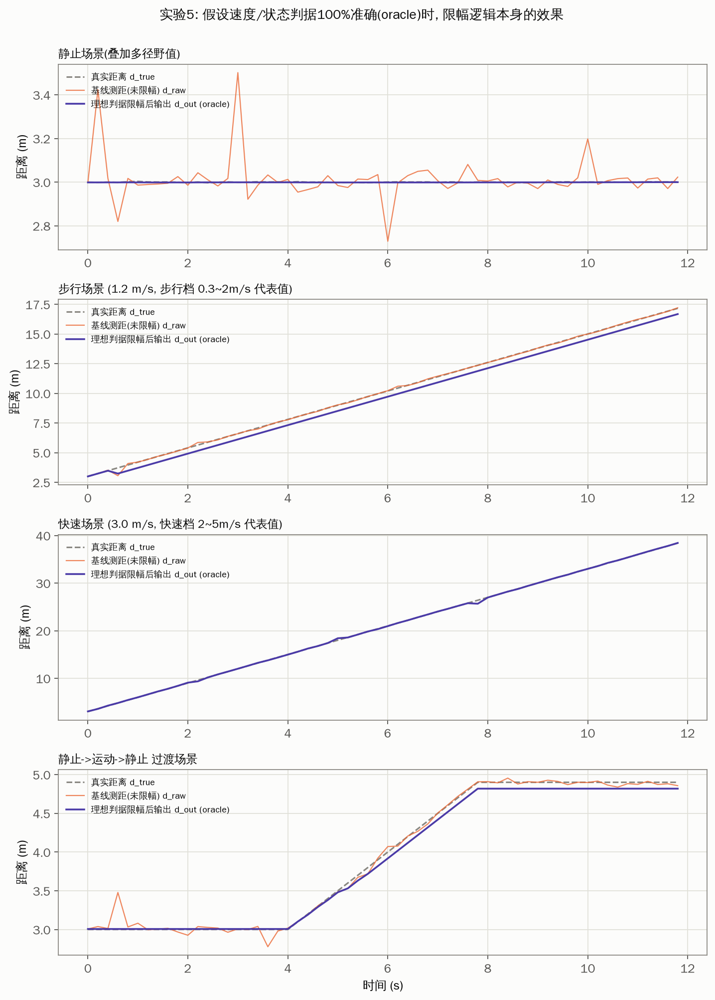 实验5: 假设速度/状态判据100%准确(oracle)时, 限幅逻辑本身的效果
静止场景(叠加多径野值)
真实距离 d_true
基线测距(未限幅) d_raw
理想判据限幅后输出 d_out (oracle)
距离 (m)
3.4
3.2
3.0
2.8
0 2 4 6 8 10 12
步行场景 (1.2 m/s, 步行档 0.3~2m/s 代表值)
真实距离 d_true
基线测距(未限幅) d_raw
理想判据限幅后输出 d_out (oracle)
距离 (m)
17.5
15.0
12.5
10.0
7.5
5.0
2.5
0 2 4 6 8 10 12
快速场景 (3.0 m/s, 快速档 2~5m/s 代表值)
真实距离 d_true
基线测距(未限幅) d_raw
理想判据限幅后输出 d_out (oracle)
距离 (m)
40
30
20
10
0 2 4 6 8 10 12
静止->运动->静止 过渡场景
真实距离 d_true
基线测距(未限幅) d_raw
理想判据限幅后输出 d_out (oracle)
距离 (m)
5.0
4.5
4.0
3.5
3.0
0 2 4 6 8 10 12
时间 (s)